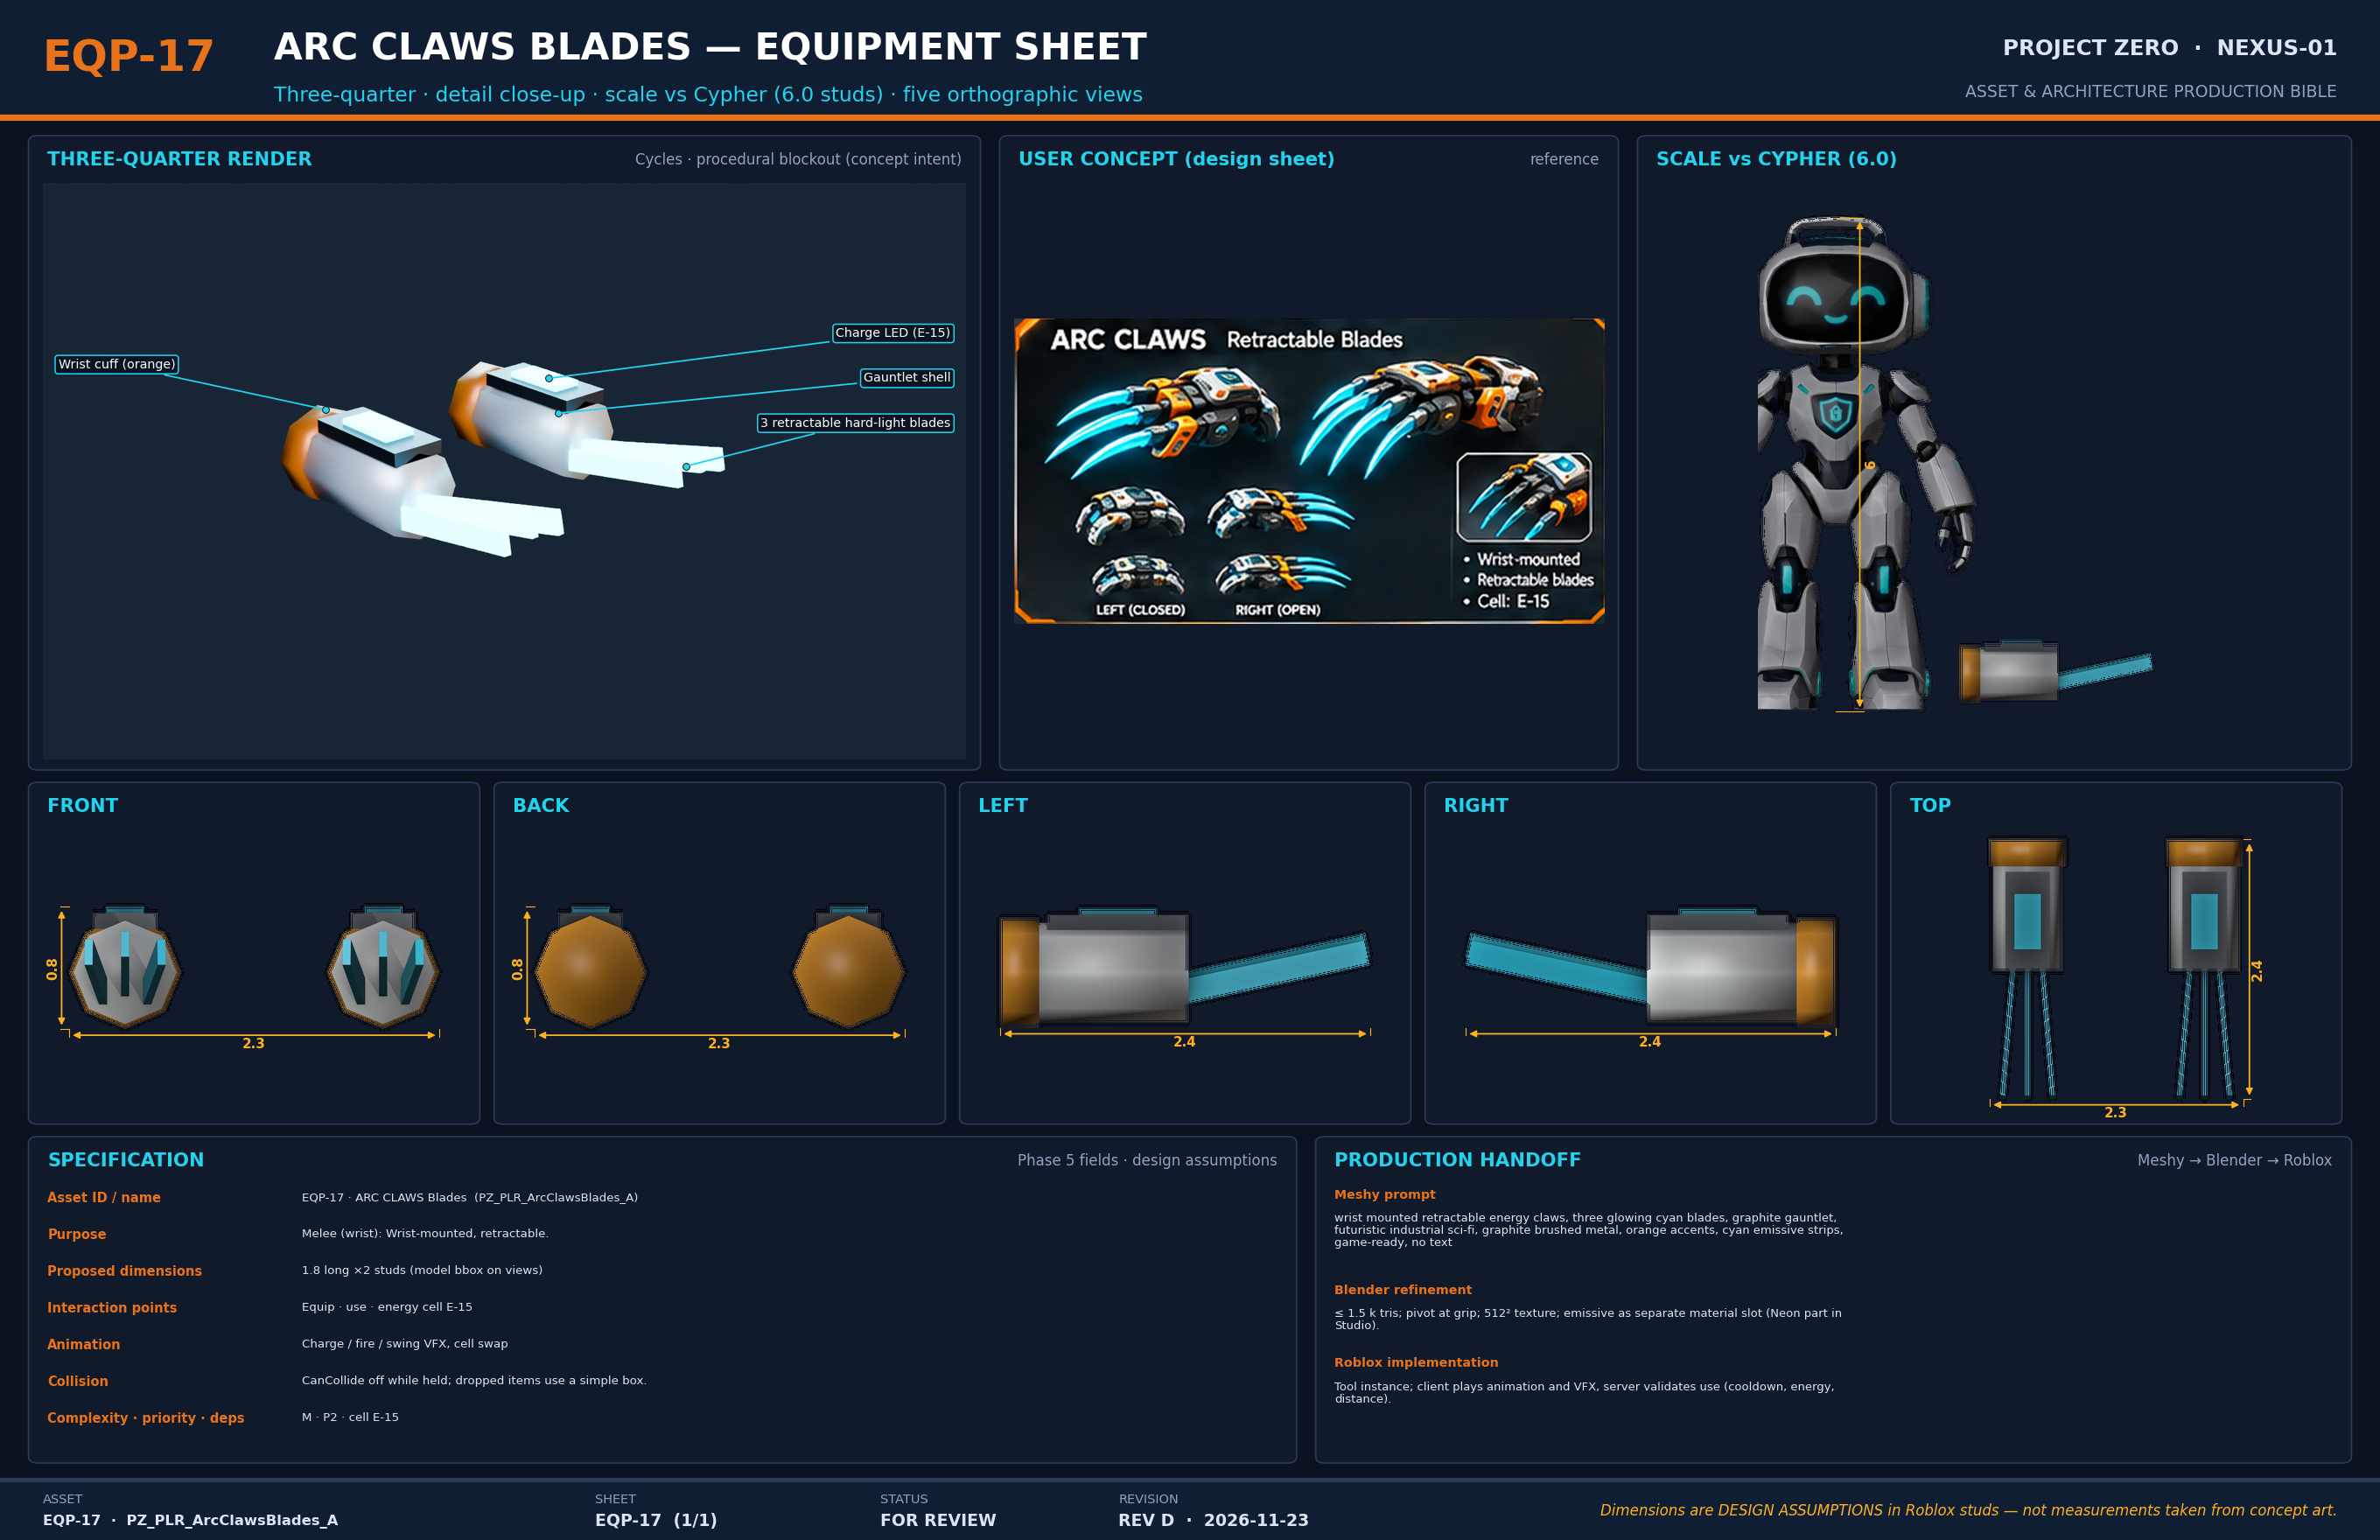 EQP-17
ARC CLAWS BLADES — EQUIPMENT SHEET
Three-quarter · detail close-up · scale vs Cypher (6.0 studs) · five orthographic views
PROJECT ZERO · NEXUS-01
ASSET & ARCHITECTURE PRODUCTION BIBLE
THREE-QUARTER RENDER
Cycles · procedural blockout (concept intent)
Wrist cuff (orange)
Charge LED (E-15)
Gauntlet shell
3 retractable hard-light blades
USER CONCEPT (design sheet)
reference
ARC CLAWS Retractable Blades
• Wrist-mounted
• Retractable blades
• Cell: E-15
LEFT (CLOSED)
RIGHT (OPEN)
SCALE vs CYPHER (6.0)
6
FRONT
0.8
2.3
BACK
0.8
2.3
LEFT
2.4
RIGHT
2.4
TOP
2.4
2.3
SPECIFICATION
Phase 5 fields · design assumptions
Asset ID / name
EQP-17 · ARC CLAWS Blades (PZ_PLR_ArcClawsBlades_A)
Purpose
Melee (wrist): Wrist-mounted, retractable.
Proposed dimensions
1.8 long ×2 studs (model bbox on views)
Interaction points
Equip · use · energy cell E-15
Animation
Charge / fire / swing VFX, cell swap
Collision
CanCollide off while held; dropped items use a simple box.
Complexity · priority · deps
M · P2 · cell E-15
PRODUCTION HANDOFF
Meshy → Blender → Roblox
Meshy prompt
wrist mounted retractable energy claws, three glowing cyan blades, graphite gauntlet,
futuristic industrial sci-fi, graphite brushed metal, orange accents, cyan emissive strips,
game-ready, no text
Blender refinement
≤ 1.5 k tris; pivot at grip; 512² texture; emissive as separate material slot (Neon part in
Studio).
Roblox implementation
Tool instance; client plays animation and VFX, server validates use (cooldown, energy,
distance).
ASSET
EQP-17 · PZ_PLR_ArcClawsBlades_A
SHEET
EQP-17 (1/1)
STATUS
FOR REVIEW
REVISION
REV D · 2026-11-23
Dimensions are DESIGN ASSUMPTIONS in Roblox studs — not measurements taken from concept art.